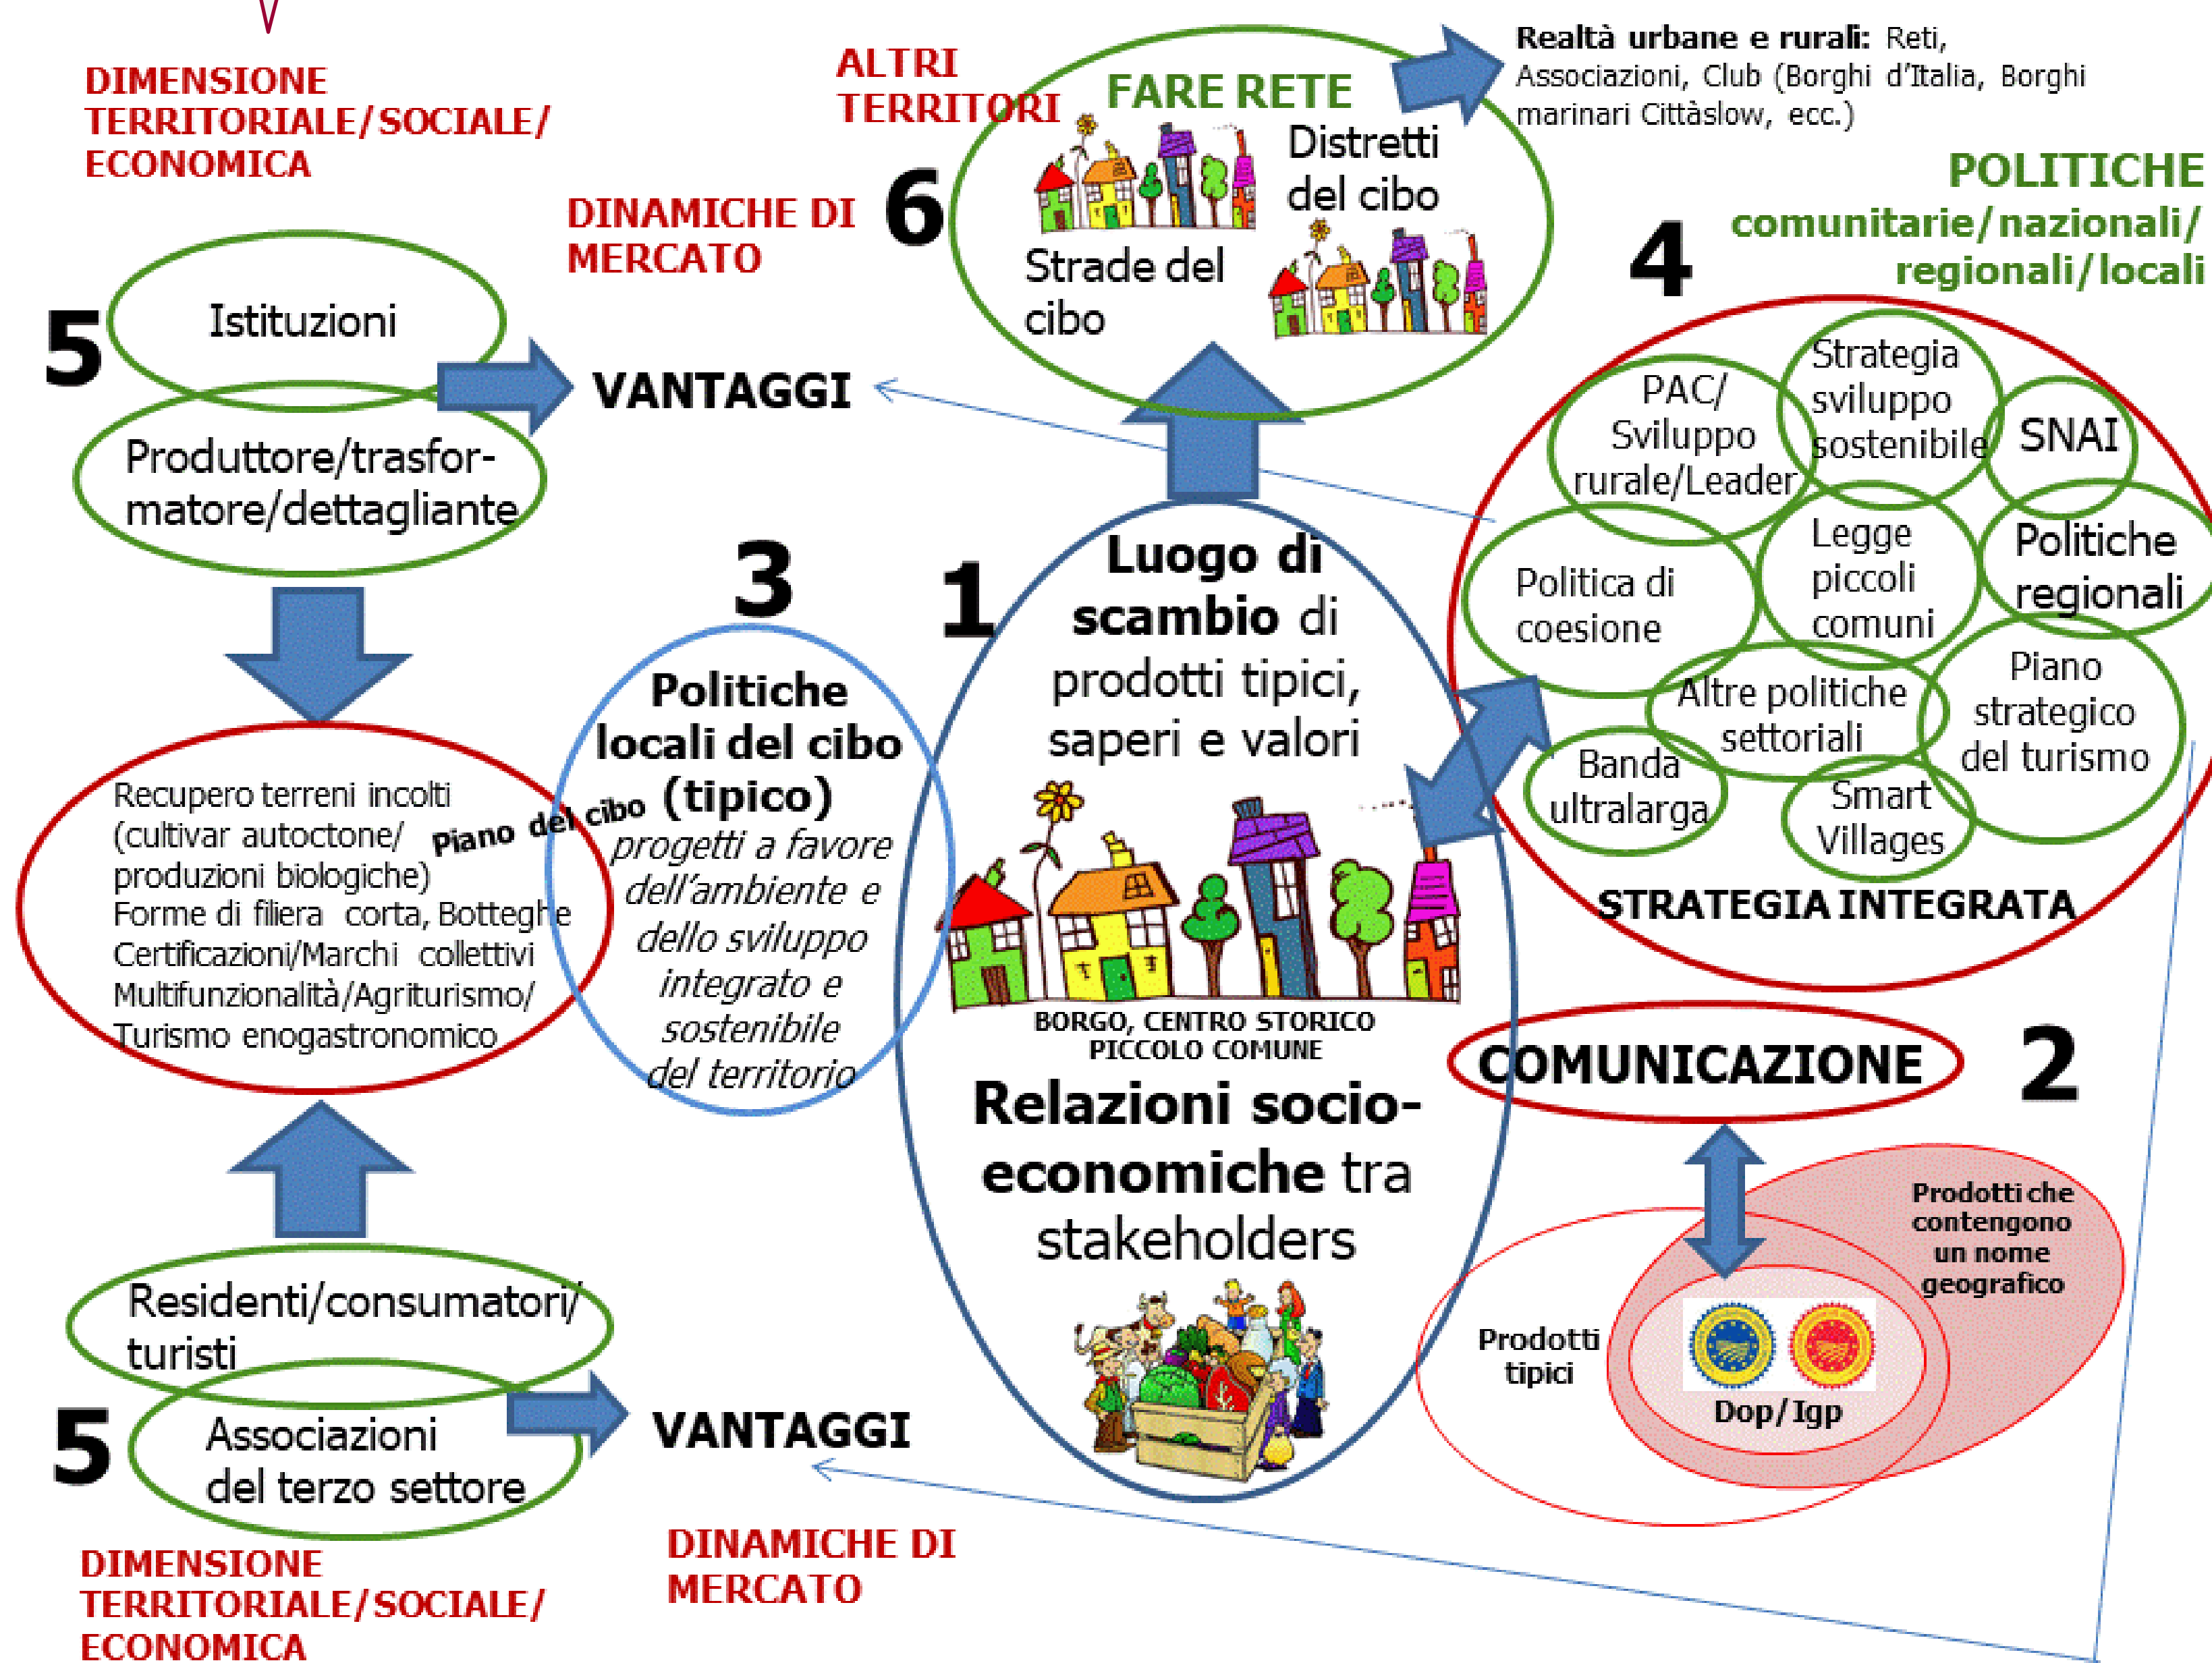 DIMENSIONE
TERRITORIALE/SOCIALE/
ECONOMICA
DINAMICHE DI
MERCATO
5
Istituzioni
VANTAGGI
Produttore/trasfor-
matore/dettagliante
ALTRI
TERRITORI
6
FARE RETE
Distretti
del cibo
Strade del
cibo
Realtà urbane e rurali: Reti,
Associazioni, Club (Borghi d'Italia, Borghi
marinari Cittàslow, ecc.)
POLITICHE
comunitarie/nazionali/
regionali/locali
4
PAC/
Sviluppo
rurale/Leader
Strategia
sviluppo
sostenibile
SNAI
Politica di
coesione
Legge
piccoli
comuni
Politiche
regionali
Altre politiche
settoriali
Piano
strategico
del turismo
Banda
ultralarga
Smart
Villages
STRATEGIA INTEGRATA
3
Politiche
locali del cibo
(tipico)
progetti a favore
dell'ambiente e
dello sviluppo
integrato e
sostenibile
del territorio
Piano del cibo
Recupero terreni incolti
(cultivar autoctone/
produzioni biologiche)
Forme di filiera corta, Botteghe
Certificazioni/Marchi collettivi
Multifunzionalità/Agriturismo/
Turismo enogastronomico
1
Luogo di
scambio di
prodotti tipici,
saperi e valori
BORGO, CENTRO STORICO
PICCOLO COMUNE
Relazioni socio-
economiche tra
stakeholders
COMUNICAZIONE
2
Prodotti che
contengono
un nome
geografico
Prodotti
tipici
Dop/Igp
Residenti/consumatori/
turisti
5
Associazioni
del terzo settore
VANTAGGI
DINAMICHE DI
MERCATO
DIMENSIONE
TERRITORIALE/SOCIALE/
ECONOMICA